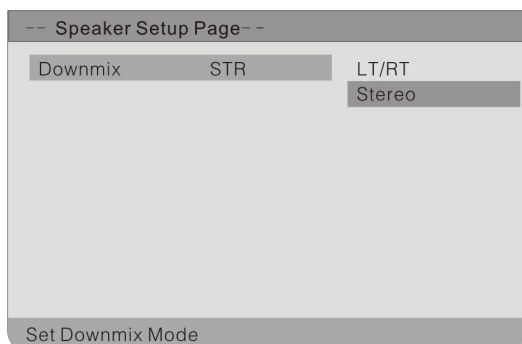 -- Speaker Setup Page--
Downmix STR LT/RT
Stereo
Set Downmix Mode